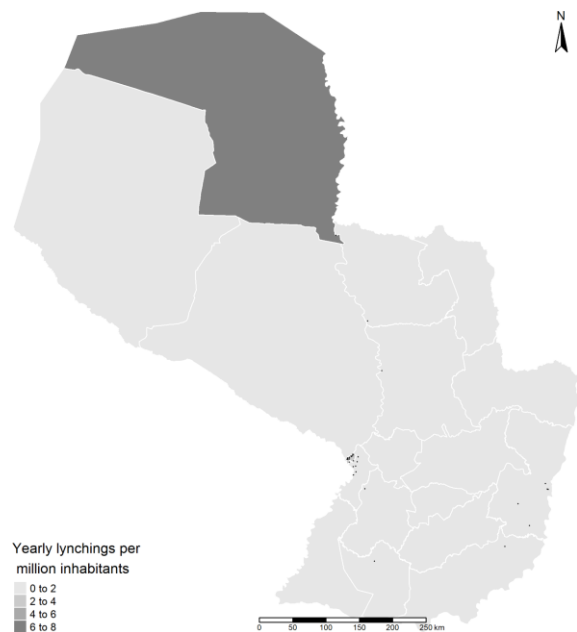 N
Yearly lynchings per
million inhabitants
0 to 2
2 to 4
4 to 6
6 to 8
0 50 100 150 200 250 km